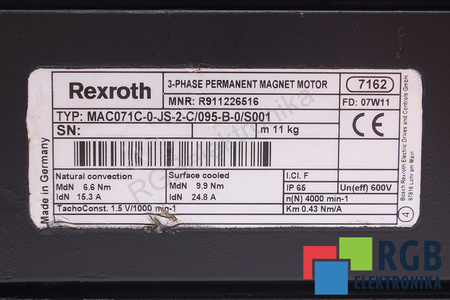 Rexroth
3-PHASE PERMANENT MAGNET MOTOR
7162
MNR: R911226516
FD: 07W11
TYP: MAC071C-0-JS-2-C/095-B-0/S001
SN:
m 11 kg
Natural convection
Surface cooled
I.Cl. F
MdN 6.6 Nm
MdN 9.9 Nm
IP 65
Un(eff) 600V
IdN 15.3 A
IdN 24.8 A
n(N) 4000 min-1
TachoConst. 1.5 V/1000 min-1
Km 0.43 Nm/A
Made in Germany
Bosch Rexroth Electric Drives and Controls GmbH
97816 Lohr am Main
4
RGB
ELEKTRONIKA